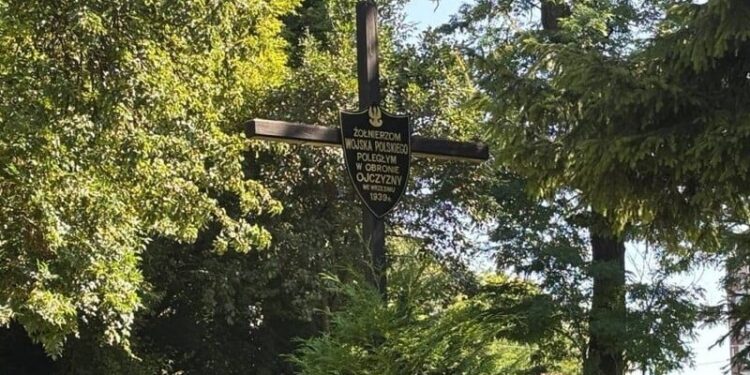 ŻOŁNIERZOM
WOJSKA POLSKIEGO
POLEGŁYM
W OBRONIE
OJCZYZNY
WE WRZEŚNIU
1939 R.